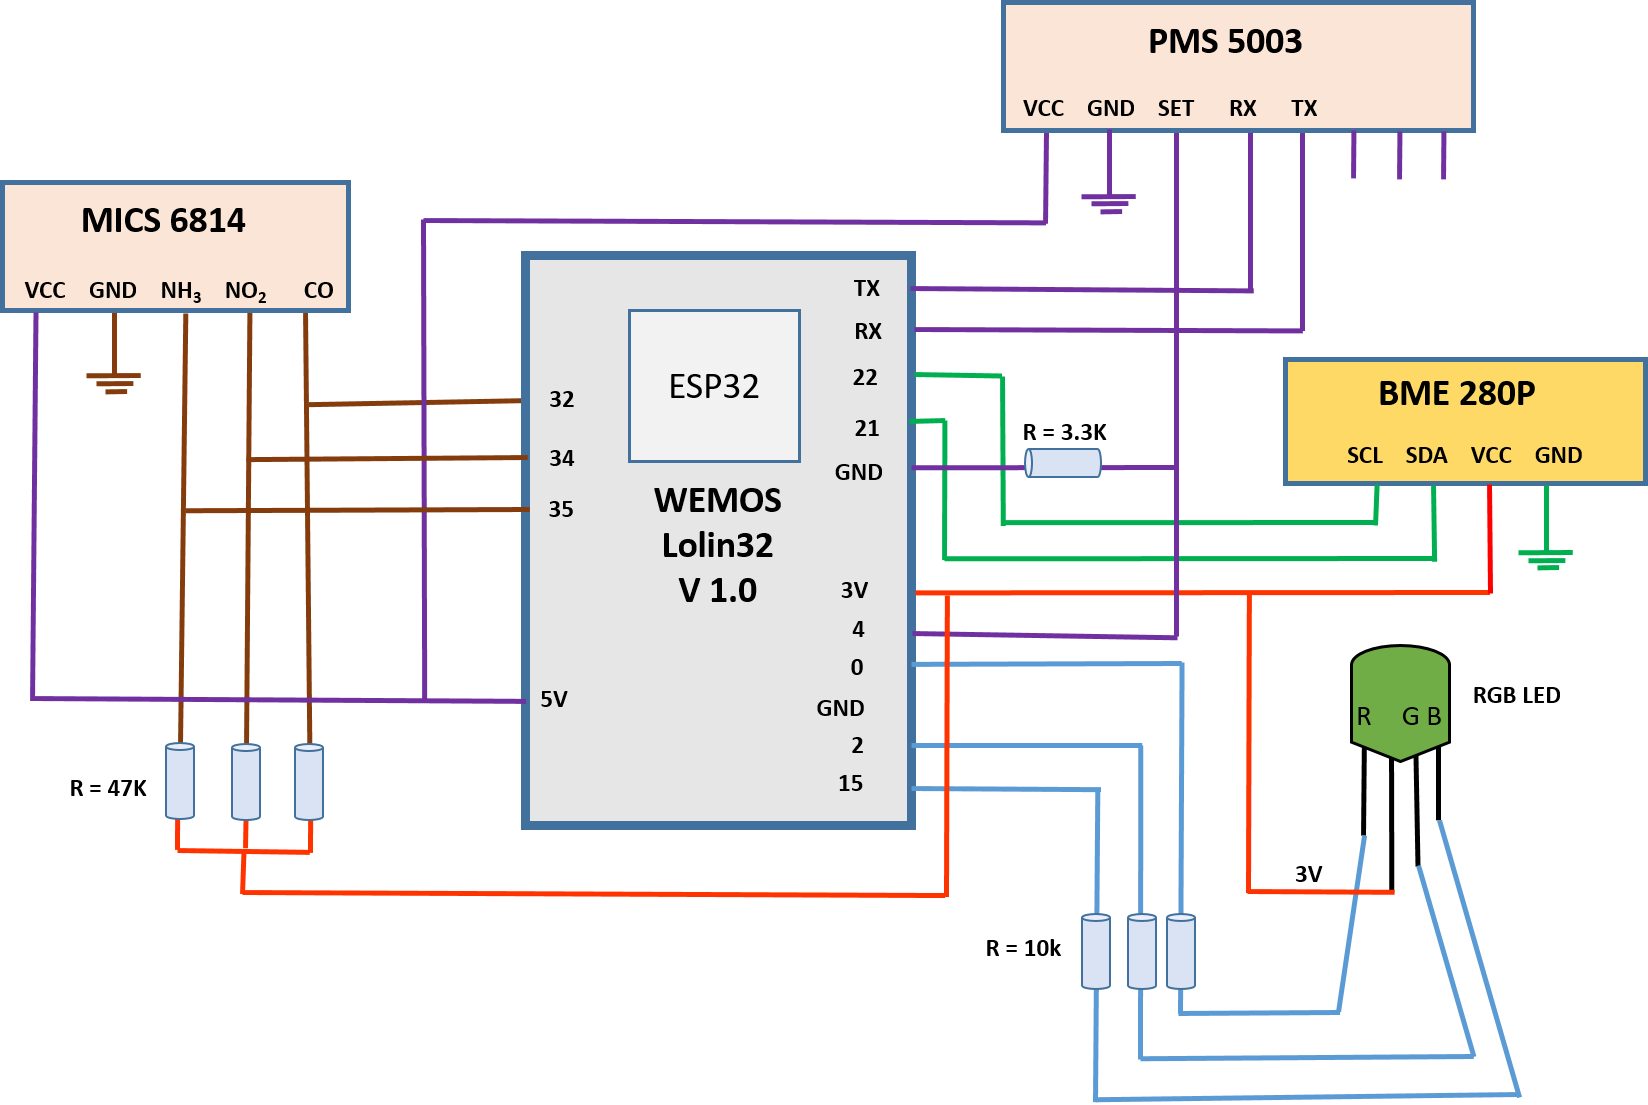 PMS 5003
VCC GND SET RX TX
MICS 6814
VCC GND NH₃ NO₂ CO
ESP32
WEMOS
Lolin32
V 1.0
32
34
35
5V
TX
RX
22
21
GND
3V
4
0
GND
2
15
R = 3.3K
BME 280P
SCL SDA VCC GND
R G B
RGB LED
3V
R = 47K
R = 10k